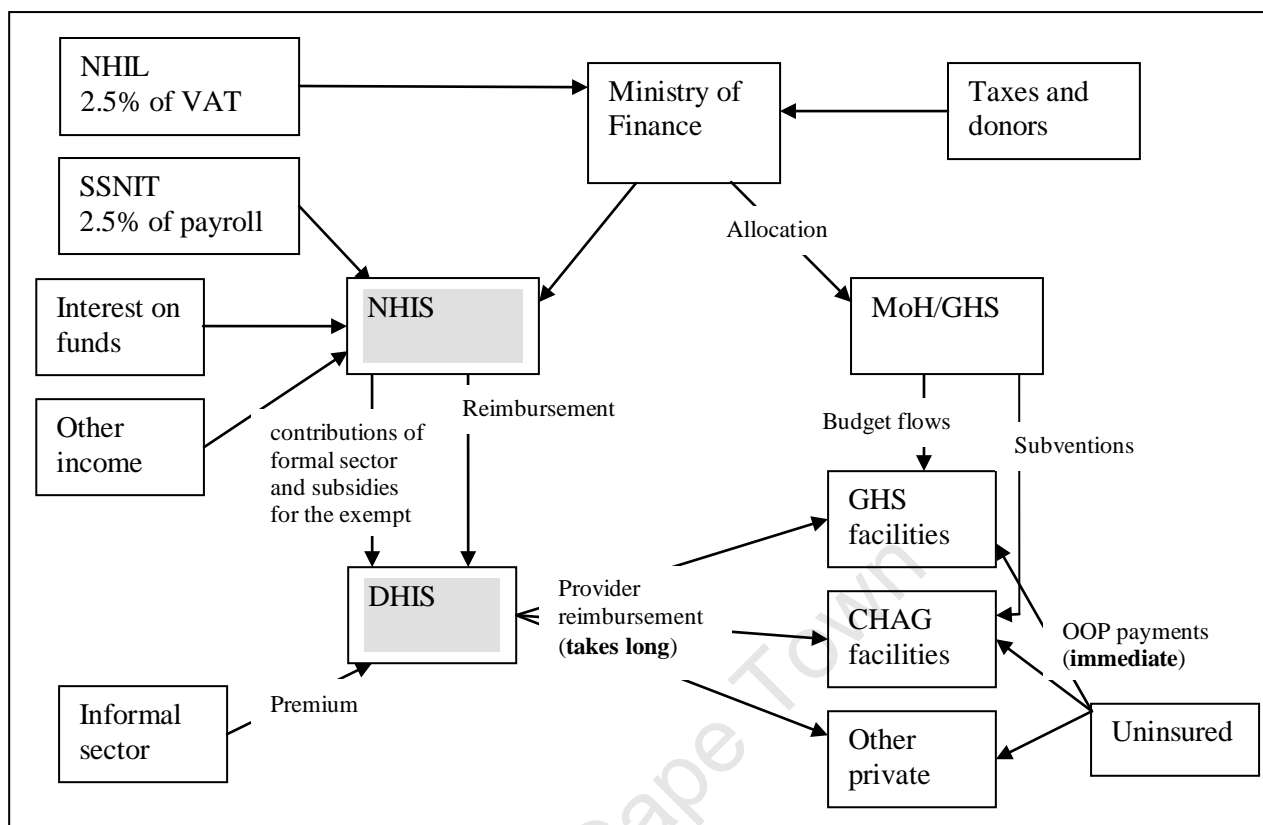 NHIL
2.5% of VAT
Ministry of
Finance
Taxes and
donors
SSNIT
2.5% of payroll
Allocation
Interest on
funds
NHIS
MoH/GHS
Other
income
contributions of
formal sector
and subsidies
for the exempt
Reimbursement
Budget flows
Subventions
GHS
facilities
DHIS
Provider
reimbursement
(takes long)
CHAG
facilities
OOP payments
(immediate)
Informal
sector
Premium
Other
private
Uninsured
Cape Town